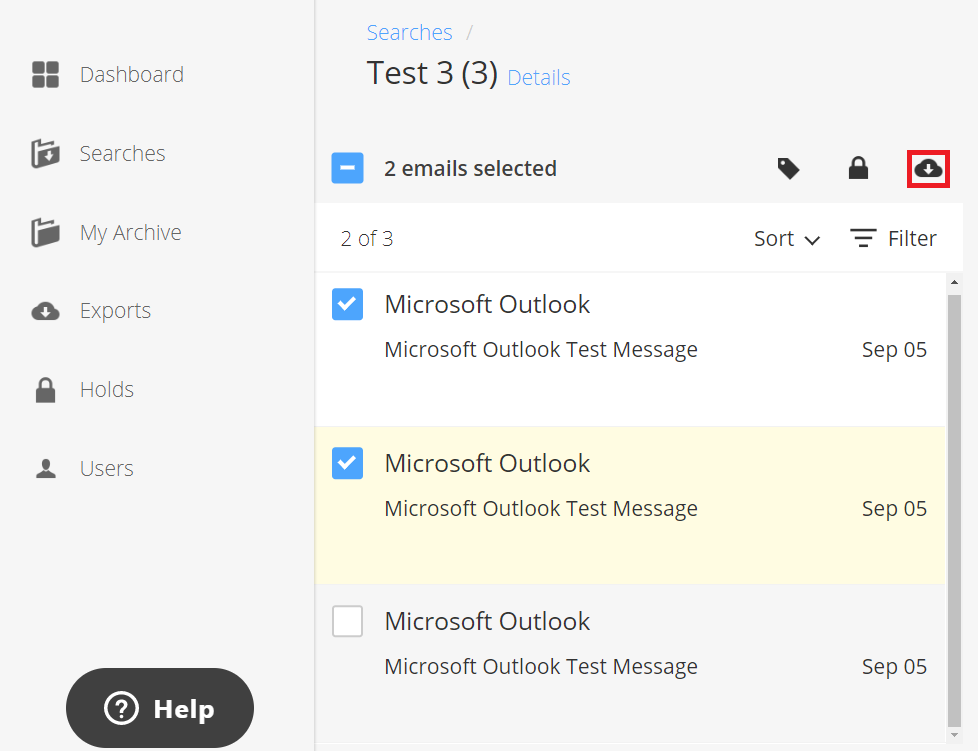 Dashboard
Searches
My Archive
Exports
Holds
Users
Help
Searches /
Test 3 (3) Details
2 emails selected
2 of 3 Sort Filter
Microsoft Outlook
Microsoft Outlook Test Message Sep 05
Microsoft Outlook
Microsoft Outlook Test Message Sep 05
Microsoft Outlook
Microsoft Outlook Test Message Sep 05